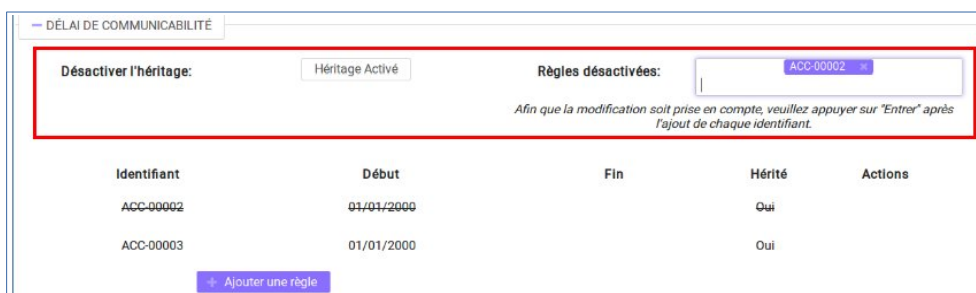 DÉLAI DE COMMUNICABILITÉ
Désactiver l'héritage: Héritage Activé Règles désactivées: ACC-00002 ×
Afin que la modification soit prise en compte, veuillez appuyer sur "Entrer" après
l'ajout de chaque identifiant.
Identifiant Début Fin Hérité Actions
ACC-00002 01/01/2000 Oui
ACC-00003 01/01/2000 Oui
+ Ajouter une règle